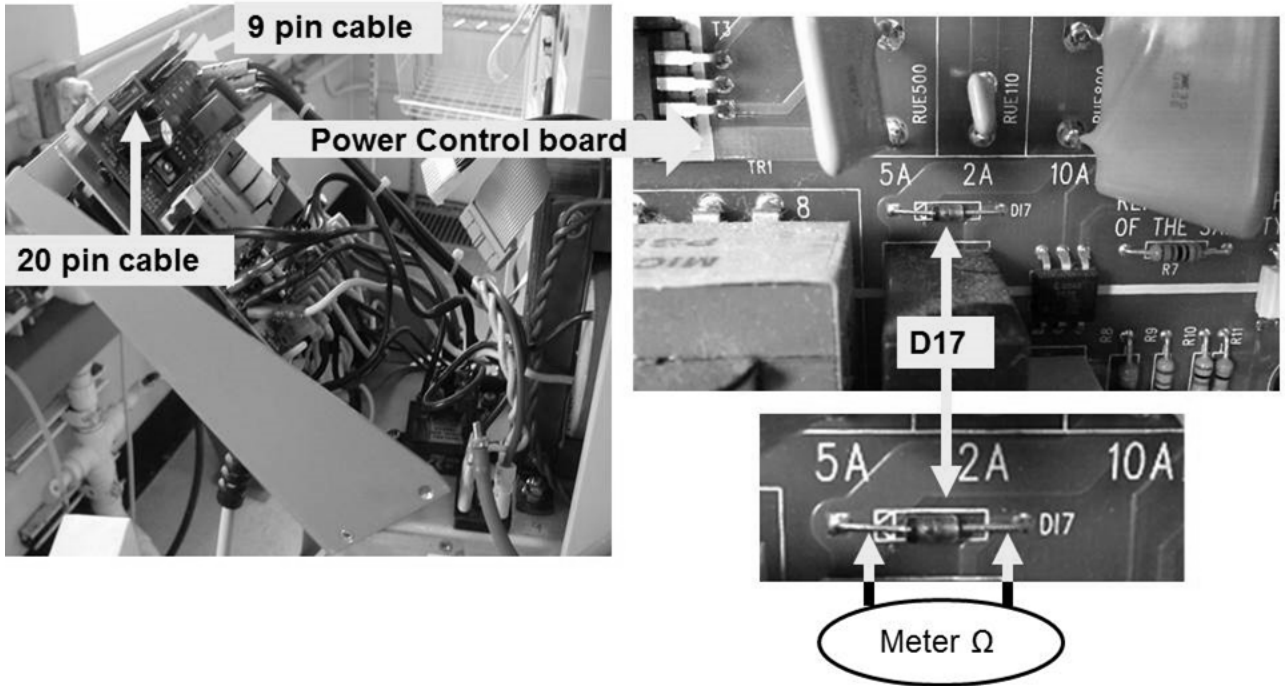 9 pin cable
Power Control board
20 pin cable
T3
RUE500
RUE110
RUE800
TR1
5A 2A 10A
8
D17
OF THE SA
R7
D17
R8
R9
R10
R11
5A 2A 10A
D17
Meter Ω